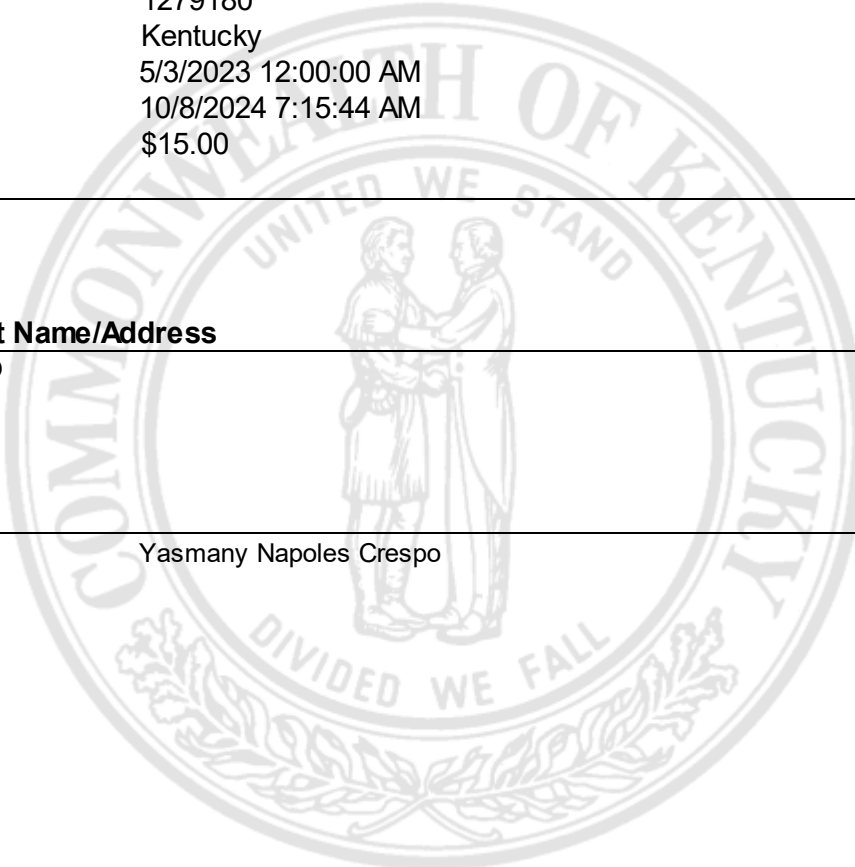 1279180
Kentucky
5/3/2023 12:00:00 AM
10/8/2024 7:15:44 AM
$15.00
COMMONWEALTH OF KENTUCKY
UNITED WE STAND
t Name/Address
Yasmany Napoles Crespo
DIVIDED WE FALL